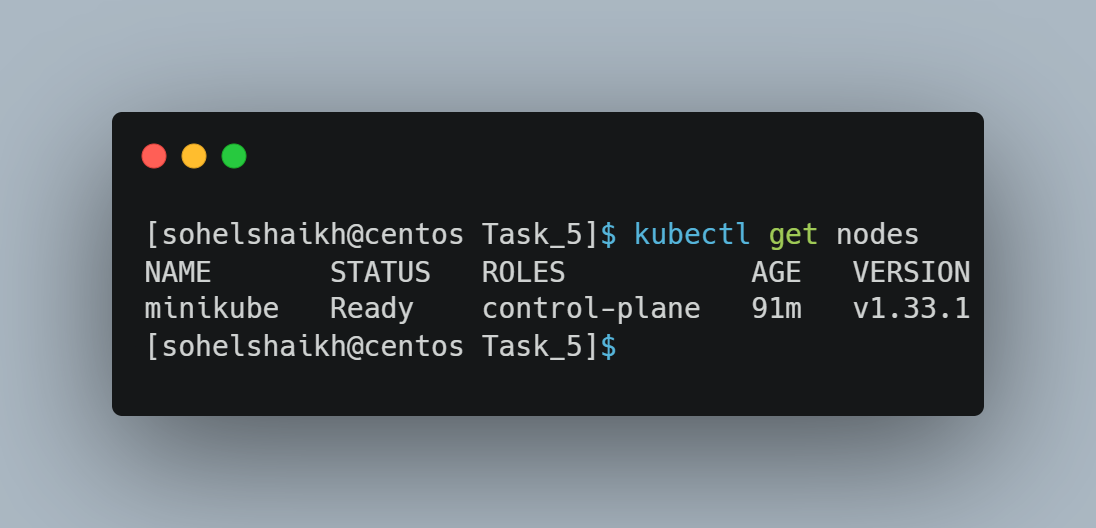 [sohelshaikh@centos Task_5]$ kubectl get nodes
NAME       STATUS   ROLES           AGE   VERSION
minikube   Ready    control-plane   91m   v1.33.1
[sohelshaikh@centos Task_5]$